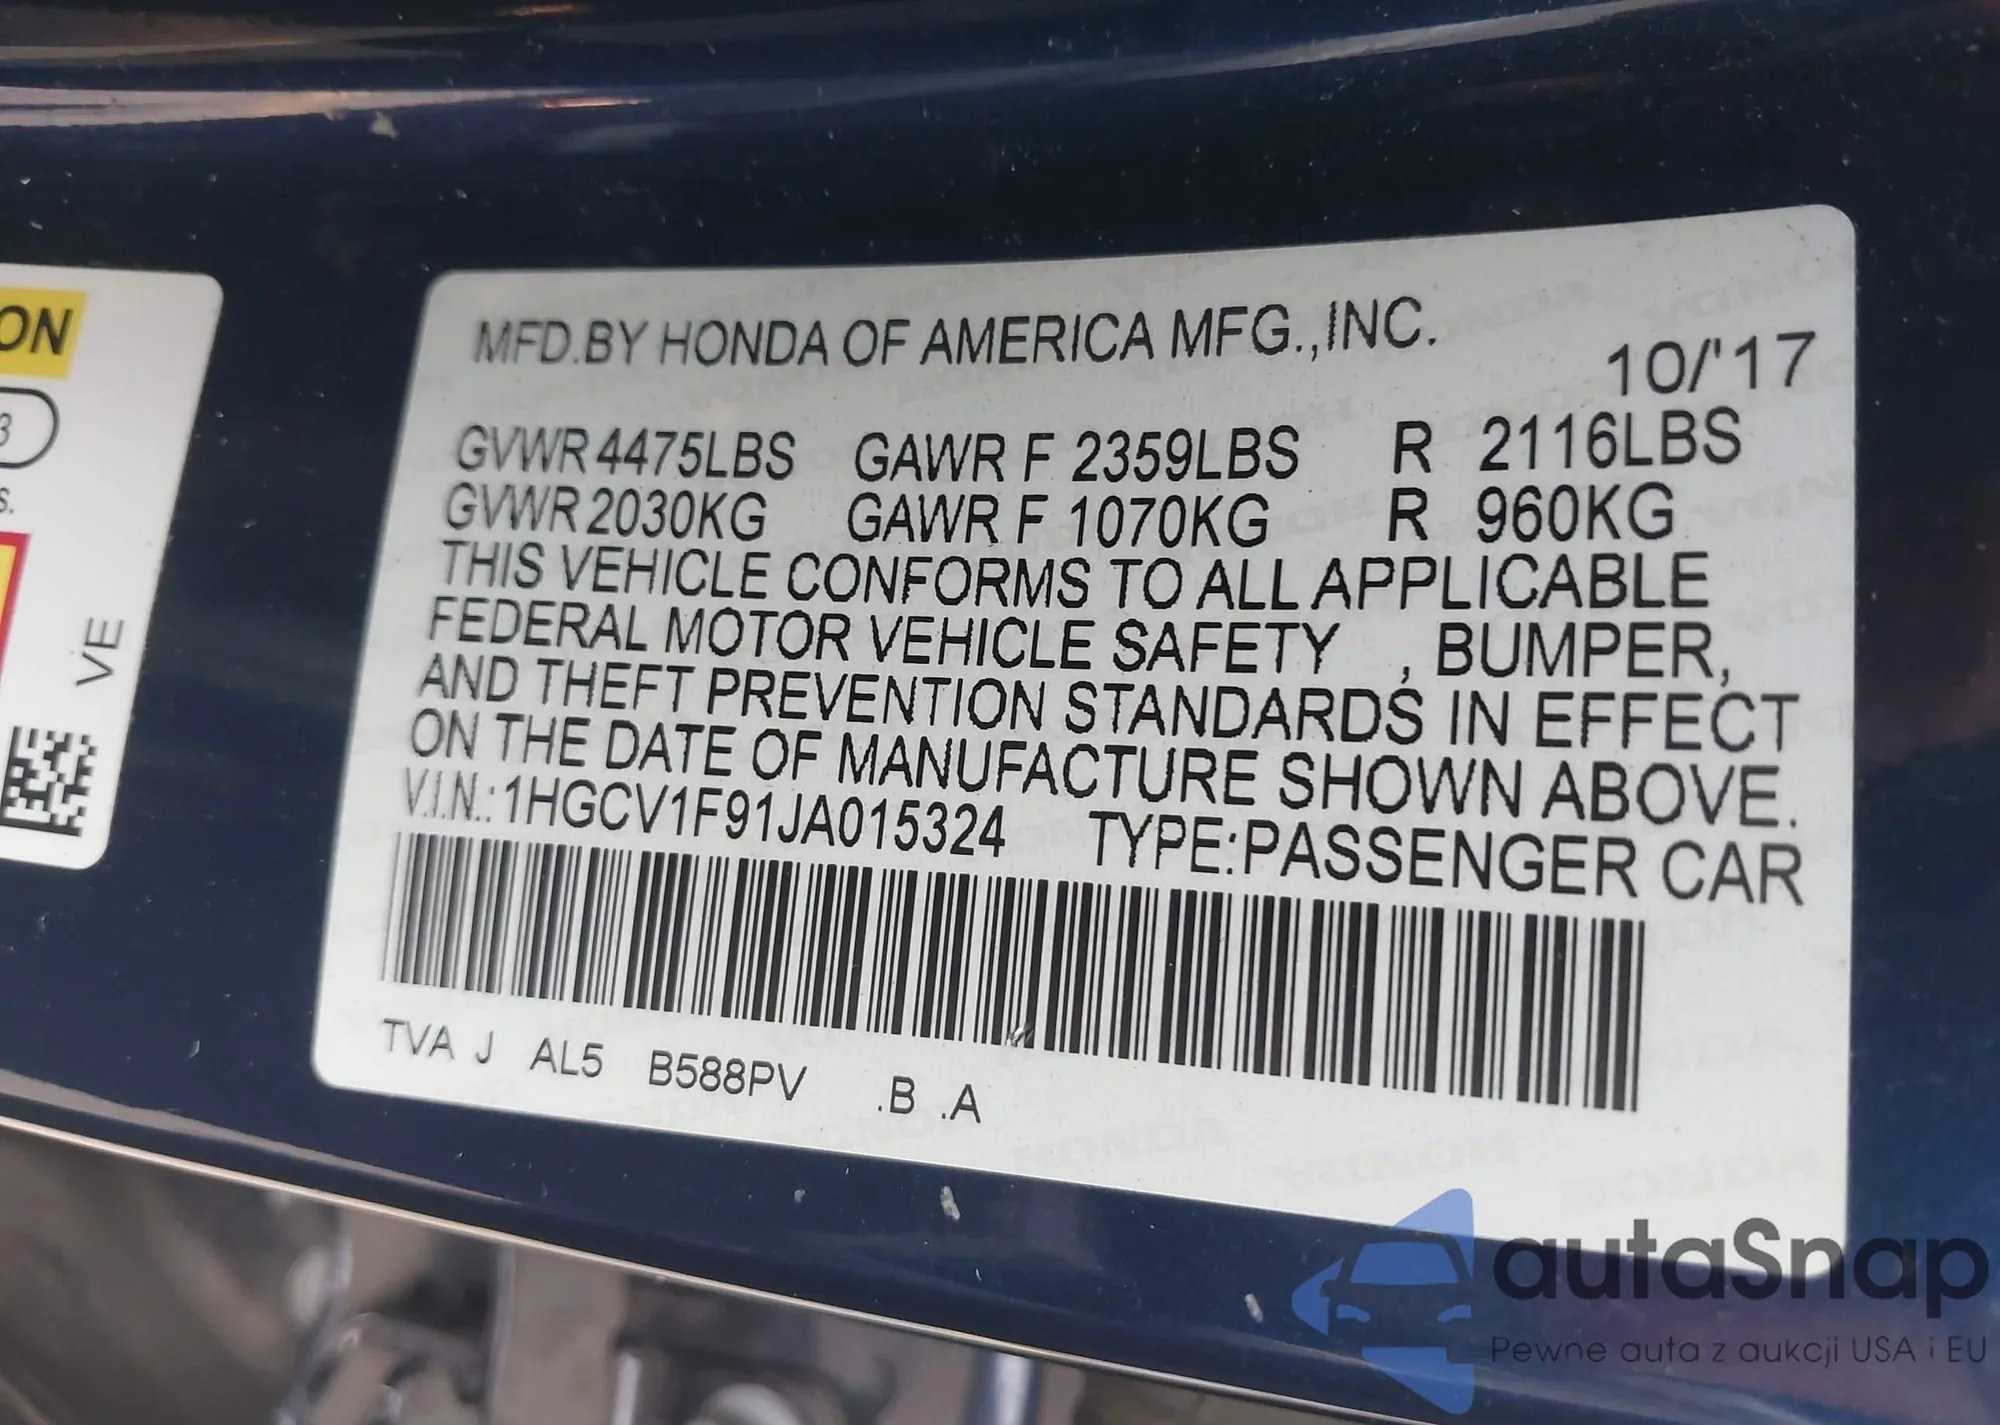 ON
3
s.
VE
MFD.BY HONDA OF AMERICA MFG.,INC.
10/'17
GVWR 4475LBS GAWR F 2359LBS R 2116LBS
GVWR 2030KG GAWR F 1070KG R 960KG
THIS VEHICLE CONFORMS TO ALL APPLICABLE
FEDERAL MOTOR VEHICLE SAFETY , BUMPER,
AND THEFT PREVENTION STANDARDS IN EFFECT
ON THE DATE OF MANUFACTURE SHOWN ABOVE.
V.I.N.:1HGCV1F91JA015324 TYPE:PASSENGER CAR
TVA J AL5 B588PV .B .A
autaSnap
Pewne auta z aukcji USA i EU